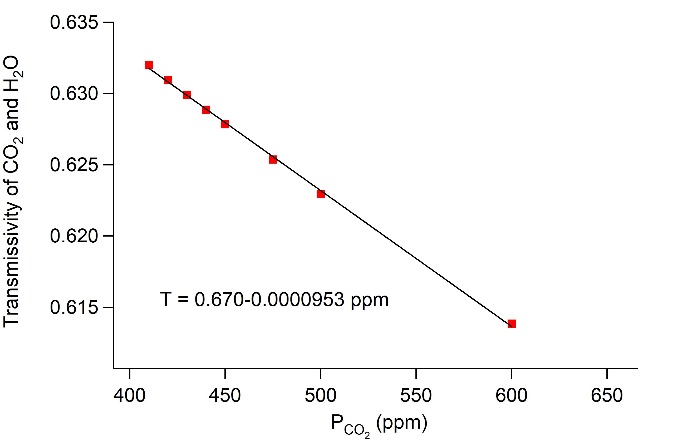 0.635
0.630
0.625
0.620
0.615
Transmissivity of CO₂ and H₂O
T = 0.670-0.0000953 ppm
400 450 500 550 600 650
P_CO₂ (ppm)